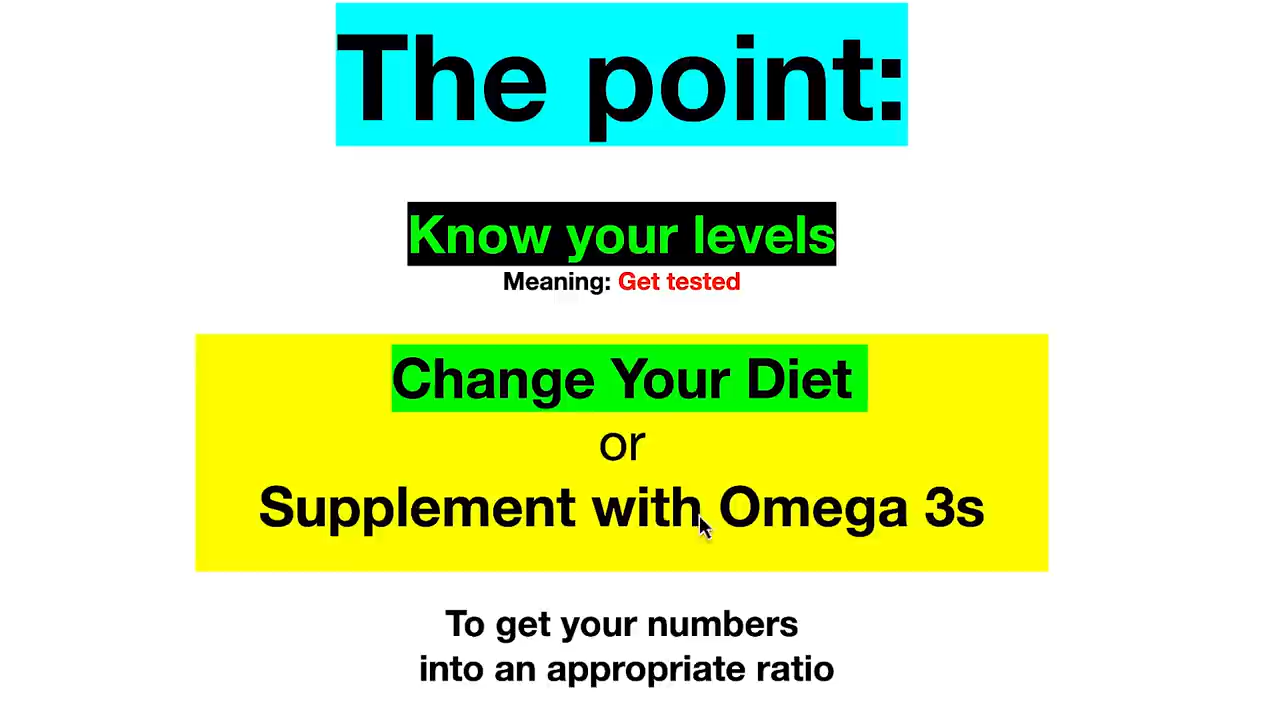 The point:
Know your levels
Meaning: Get tested
Change Your Diet
or
Supplement with Omega 3s
To get your numbers
into an appropriate ratio